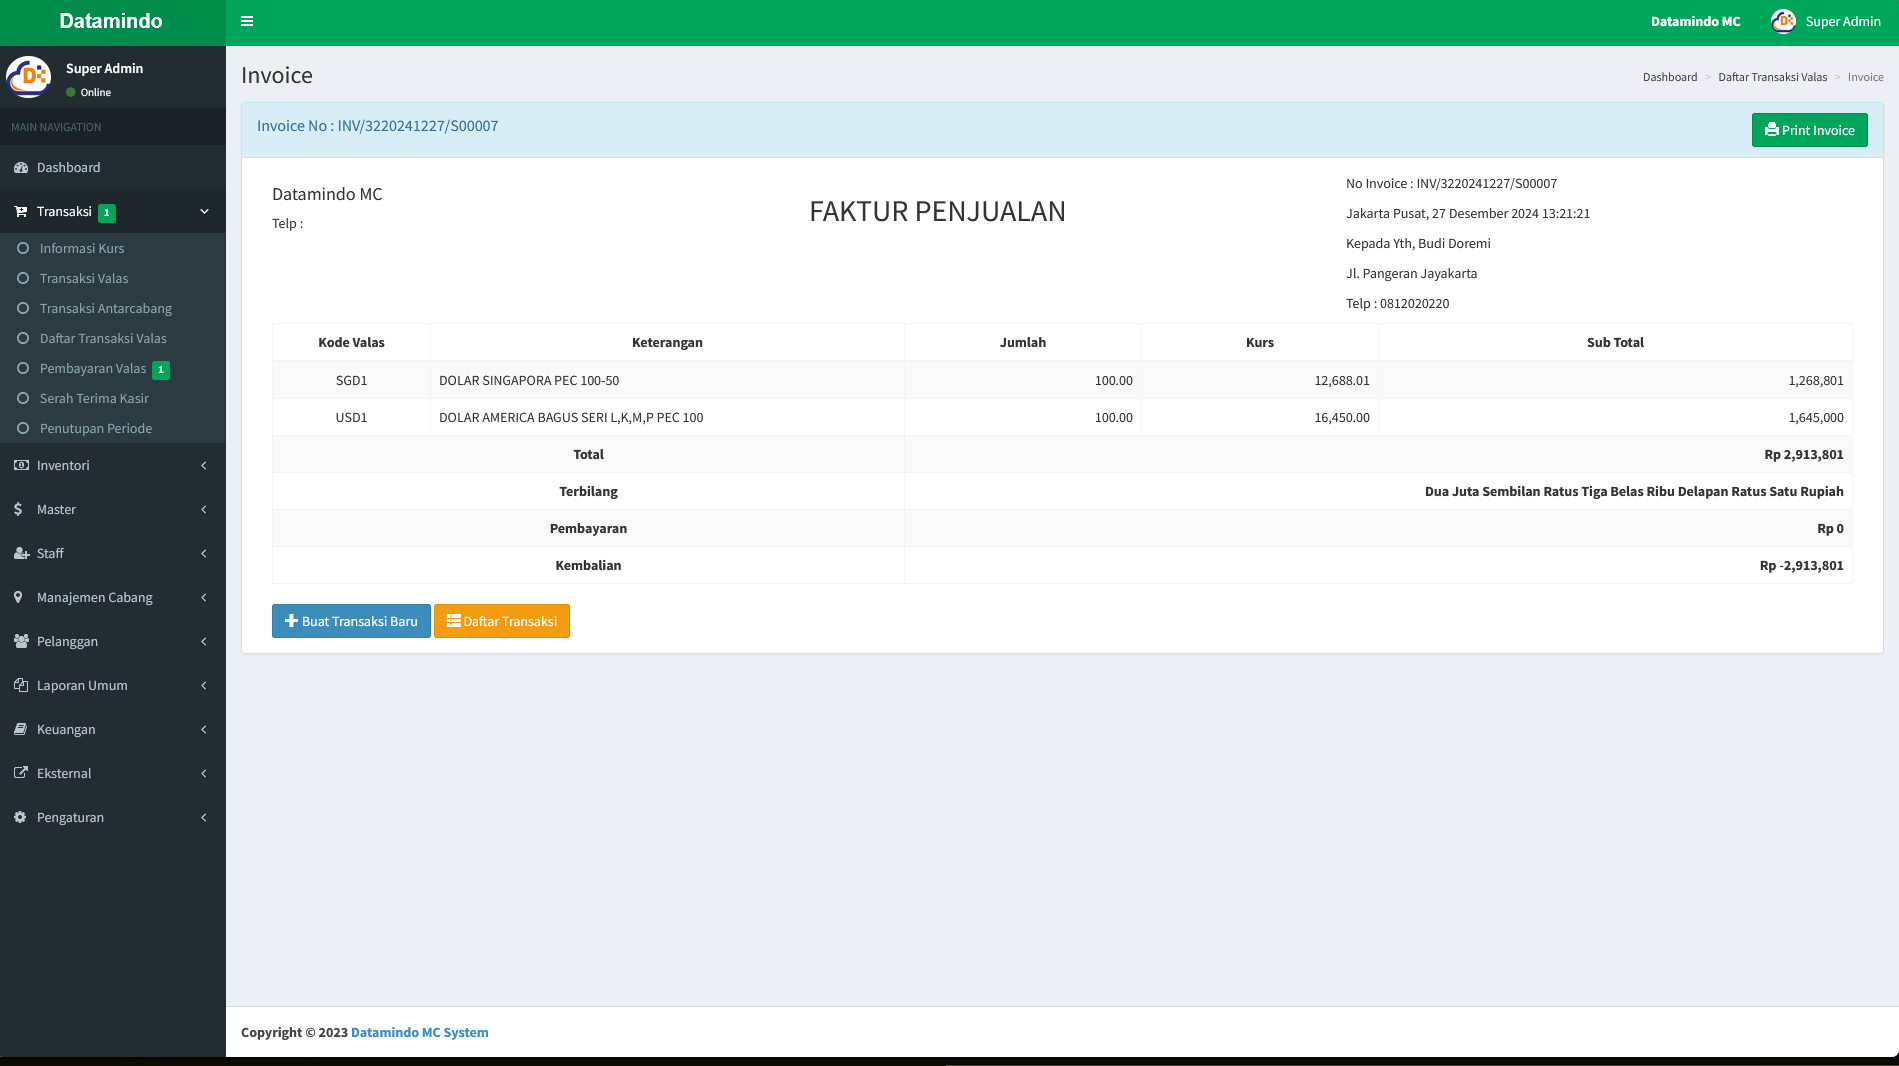 Datamindo
Datamindo MC
Super Admin
Super Admin
Online
MAIN NAVIGATION
Dashboard
Transaksi 1
Informasi Kurs
Transaksi Valas
Transaksi Antarcabang
Daftar Transaksi Valas
Pembayaran Valas 1
Serah Terima Kasir
Penutupan Periode
Inventori
Master
Staff
Manajemen Cabang
Pelanggan
Laporan Umum
Keuangan
Eksternal
Pengaturan
Invoice
Dashboard > Daftar Transaksi Valas > Invoice
Invoice No : INV/3220241227/S00007
Print Invoice
Datamindo MC
Telp :
FAKTUR PENJUALAN
No Invoice : INV/3220241227/S00007
Jakarta Pusat, 27 Desember 2024 13:21:21
Kepada Yth, Budi Doremi
Jl. Pangeran Jayakarta
Telp : 0812020220
Kode Valas Keterangan Jumlah Kurs Sub Total
SGD1 DOLAR SINGAPORA PEC 100-50 100.00 12,688.01 1,268,801
USD1 DOLAR AMERICA BAGUS SERI L,K,M,P PEC 100 100.00 16,450.00 1,645,000
Total Rp 2,913,801
Terbilang Dua Juta Sembilan Ratus Tiga Belas Ribu Delapan Ratus Satu Rupiah
Pembayaran Rp 0
Kembalian Rp -2,913,801
Buat Transaksi Baru Daftar Transaksi
Copyright © 2023 Datamindo MC System